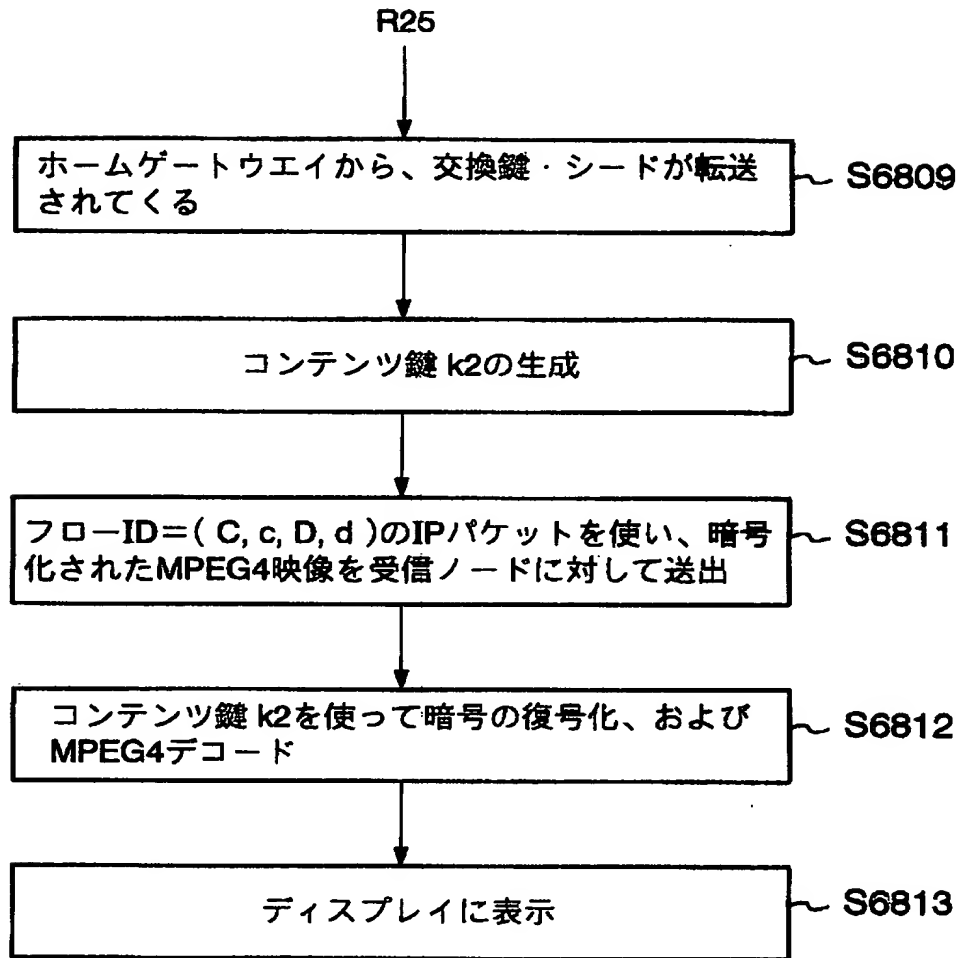 R25
ホームゲートウエイから、交換鍵・シードが転送
されてくる
S6809
コンテンツ鍵 k2の生成
S6810
フローID=( C, c, D, d )のIPパケットを使い、暗号
化されたMPEG4映像を受信ノードに対して送出
S6811
コンテンツ鍵 k2を使って暗号の復号化、および
MPEG4デコード
S6812
ディスプレイに表示
S6813